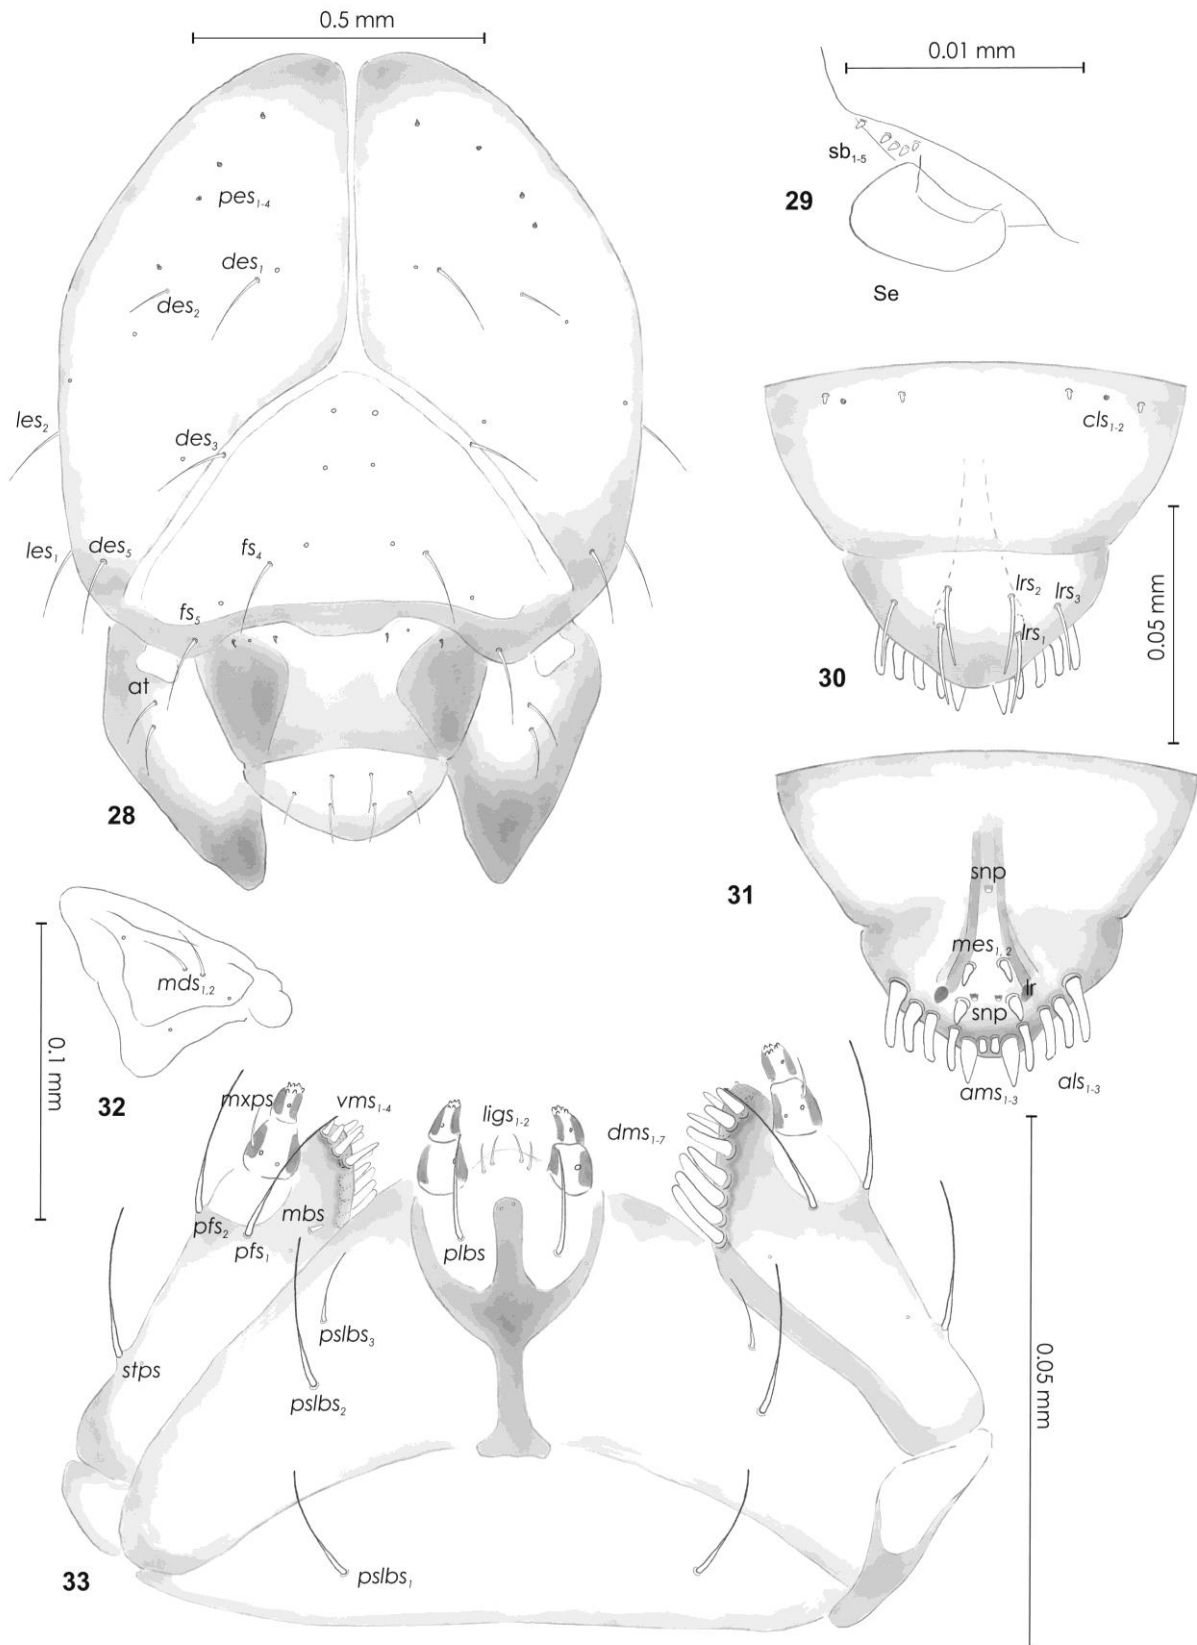 0.5 mm
pes1-4
des1
des2
les2
des3
les1
des5
fs4
fs5
at
28
0.01 mm
sb1-5
29
Se
cls1-2
lrs2
lrs3
lrs1
30
0.05 mm
31
snp
mes1,2
lr
snp
ams1-3
als1-3
mds1,2
0.1 mm
32
mxps
vms1-4
ligs1-2
dms1-7
pfs2
pfs1
mbs
plbs
stps
pslbs3
pslbs2
pslbs1
33
0.05 mm